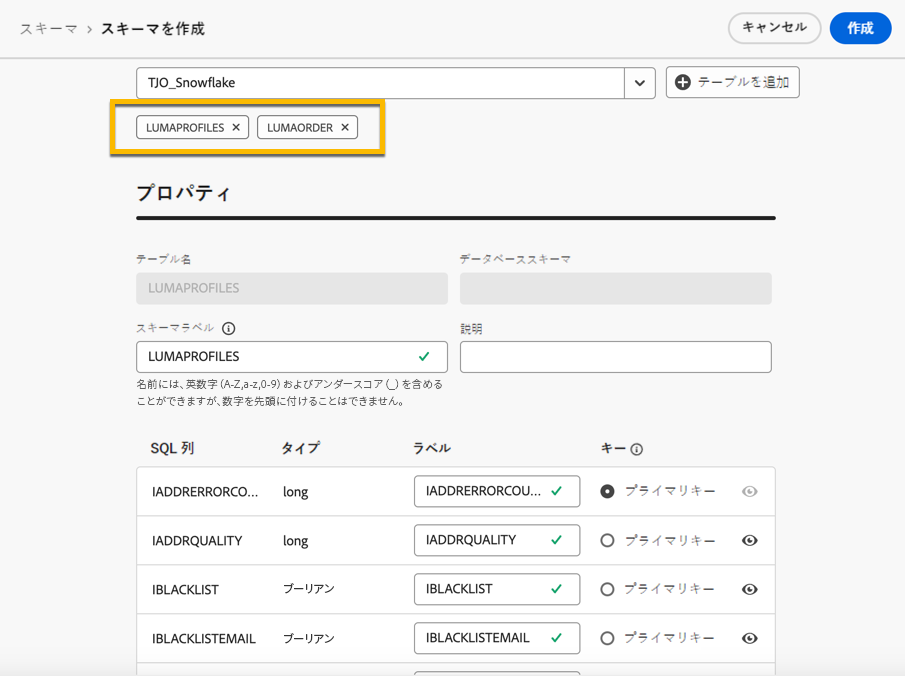 スキーマ › スキーマを作成 キャンセル 作成
TJO_Snowflake テーブルを追加
LUMAPROFILES × LUMAORDER ×
プロパティ
テーブル名 データベーススキーマ
LUMAPROFILES
スキーマラベル 説明
LUMAPROFILES
名前には、英数字 (A-Z,a-z,0-9) およびアンダースコア (_) を含める
ことができますが、数字を先頭に付けることはできません。
SQL 列 タイプ ラベル キー
IADDRERRORCO... long IADDRERRORCOU... プライマリキー
IADDRQUALITY long IADDRQUALITY プライマリキー
IBLACKLIST ブーリアン IBLACKLIST プライマリキー
IBLACKLISTEMAIL ブーリアン IBLACKLISTEMAIL プライマリキー